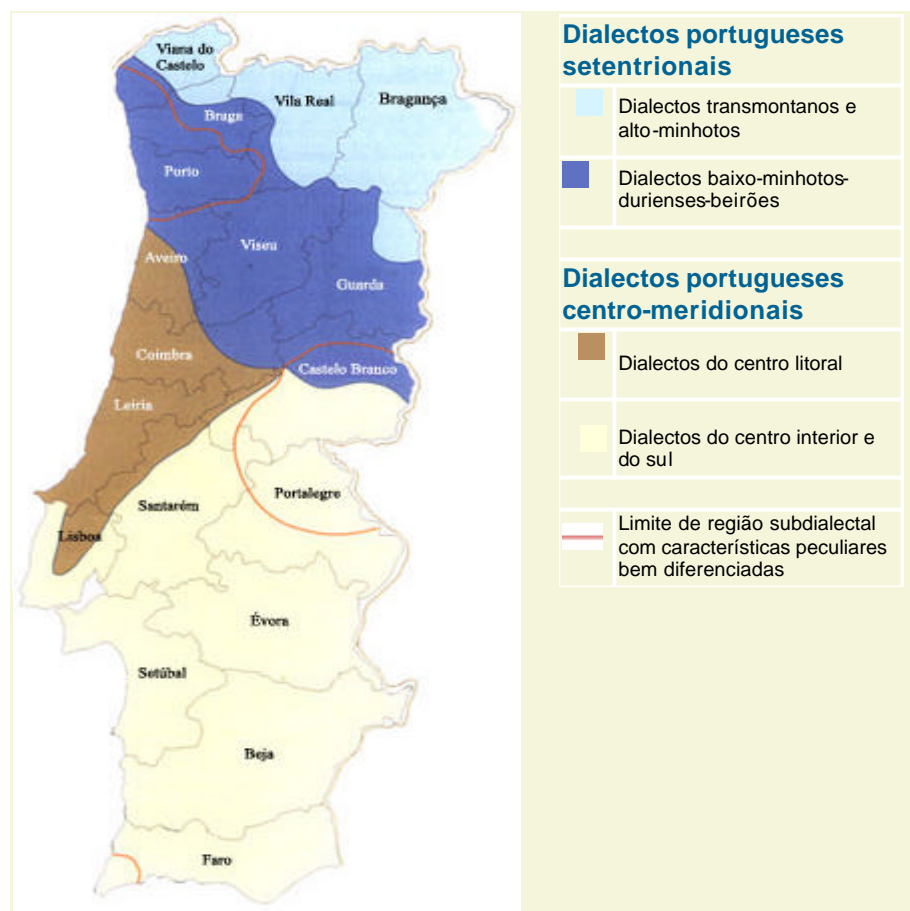 Viana do
Castelo
Braga
Vila Real
Bragança
Porto
Viseu
Aveiro
Guarda
Coimbra
Castelo Branco
Leiria
Santarém
Portalegre
Lisboa
Évora
Setúbal
Beja
Faro
Dialectos portugueses
setentrionais
Dialectos transmontanos e
alto-minhotos
Dialectos baixo-minhotos-
durienses-beirões
Dialectos portugueses
centro-meridionais
Dialectos do centro litoral
Dialectos do centro interior e
do sul
Limite de região subdialectal
com características peculiares
bem diferenciadas